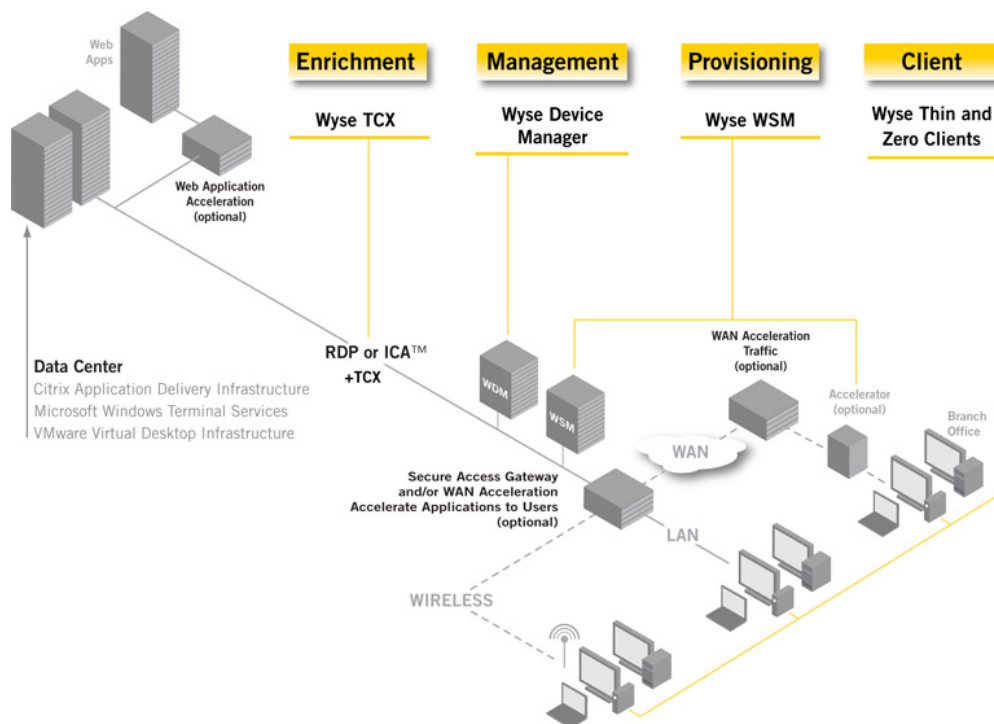 Web
Apps
Enrichment
Management
Provisioning
Client
Wyse TCX
Wyse Device
Manager
Wyse WSM
Wyse Thin and
Zero Clients
Web Application
Acceleration
(optional)
RDP or ICA™
+TCX
Data Center
Citrix Application Delivery Infrastructure
Microsoft Windows Terminal Services
VMware Virtual Desktop Infrastructure
WDM
WSM
WAN Acceleration
Traffic
(optional)
Accelerator
(optional)
Branch
Office
WAN
Secure Access Gateway
and/or WAN Acceleration
Accelerate Applications to Users
(optional)
LAN
WIRELESS